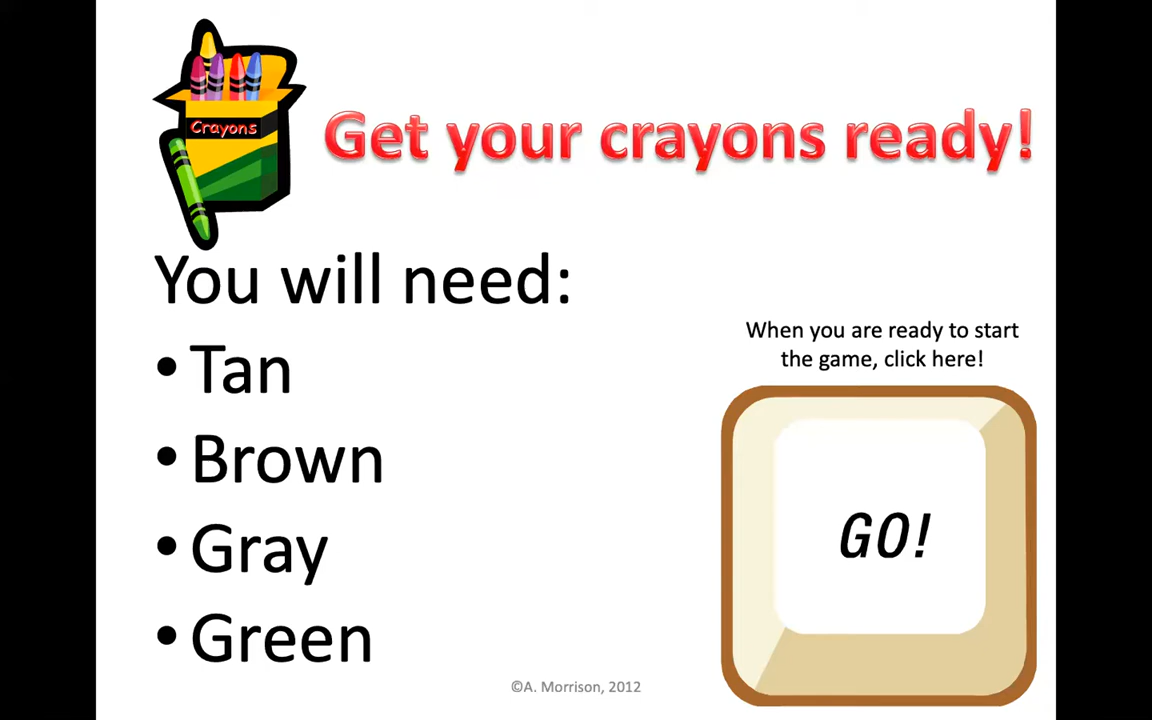 Crayons
Get your crayons ready!
You will need:
• Tan
• Brown
• Gray
• Green
When you are ready to start
the game, click here!
GO!
©A. Morrison, 2012